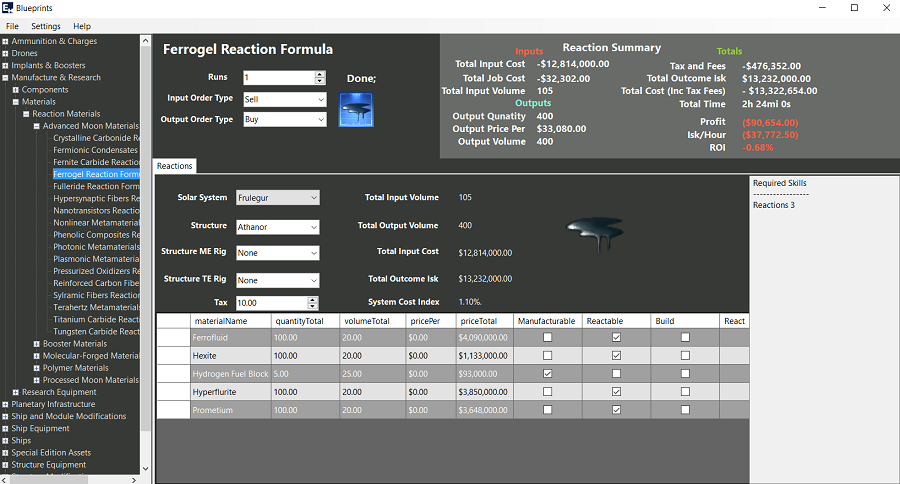 Blueprints
File Settings Help
Ammunition & Charges
Drones
Implants & Boosters
Manufacture & Research
Components
Materials
Reaction Materials
Advanced Moon Materials
Crystalline Carbonide Re
Fermionic Condensates
Fernite Carbide Reactio
Ferrogel Reaction Formu
Fulleride Reaction Form
Hypersynaptic Fibers Re
Nanotransistors Reactio
Nonlinear Metamaterial
Phenolic Composites Re
Photonic Metamaterials
Plasmonic Metamateria
Pressurized Oxidizers Re
Reinforced Carbon Fiber
Sylramic Fibers Reaction
Terahertz Metamaterial
Titanium Carbide React
Tungsten Carbide React
Booster Materials
Molecular-Forged Material
Polymer Materials
Processed Moon Materials
Research Equipment
Planetary Infrastructure
Ship and Module Modifications
Ship Equipment
Ships
Special Edition Assets
Structure Equipment
Ferrogel Reaction Formula
Runs 1 Done;
Input Order Type Sell
Output Order Type Buy
Reaction Summary
Inputs
Total Input Cost -$12,814,000.00
Total Job Cost -$32,302.00
Total Input Volume 105
Outputs
Output Qunatity 400
Output Price Per $33,080.00
Output Volume 400
Totals
Tax and Fees -$476,352.00
Total Outcome Isk $13,232,000.00
Total Cost (Inc Tax Fees) - $13,322,654.00
Total Time 2h 24mi 0s
Profit ($90,654.00)
Isk/Hour ($37,772.50)
ROI -0.68%
Reactions
Solar System Frulegur Total Input Volume 105
Structure Athanor Total Output Volume 400
Structure ME Rig None Total Input Cost $12,814,000.00
Structure TE Rig None Total Outcome Isk $13,232,000.00
Tax 10.00 System Cost Index 1.10%.
Required Skills
-----------------
Reactions 3
materialName quantityTotal volumeTotal pricePer priceTotal Manufacturable Reactable Build React
Ferrofluid 100.00 20.00 $0.00 $4,090,000.00
Hexite 100.00 20.00 $0.00 $1,133,000.00
Hydrogen Fuel Block 5.00 25.00 $0.00 $93,000.00
Hyperflurite 100.00 20.00 $0.00 $3,850,000.00
Prometium 100.00 20.00 $0.00 $3,648,000.00